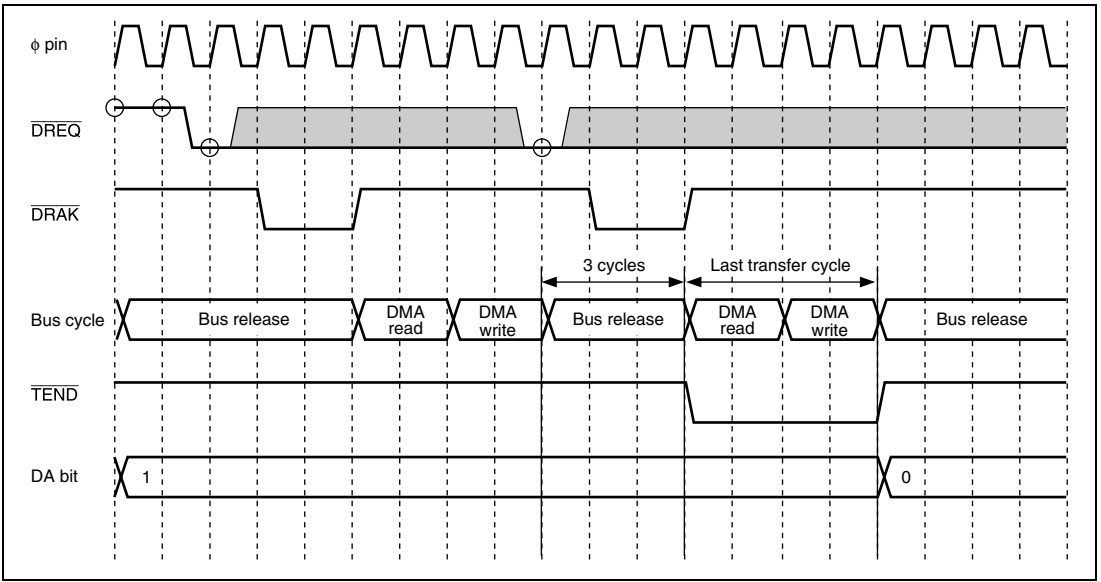 ϕ pin
DREQ
DRAK
3 cycles
Last transfer cycle
Bus cycle
Bus release
DMA
read
DMA
write
Bus release
DMA
read
DMA
write
Bus release
TEND
DA bit
1
0